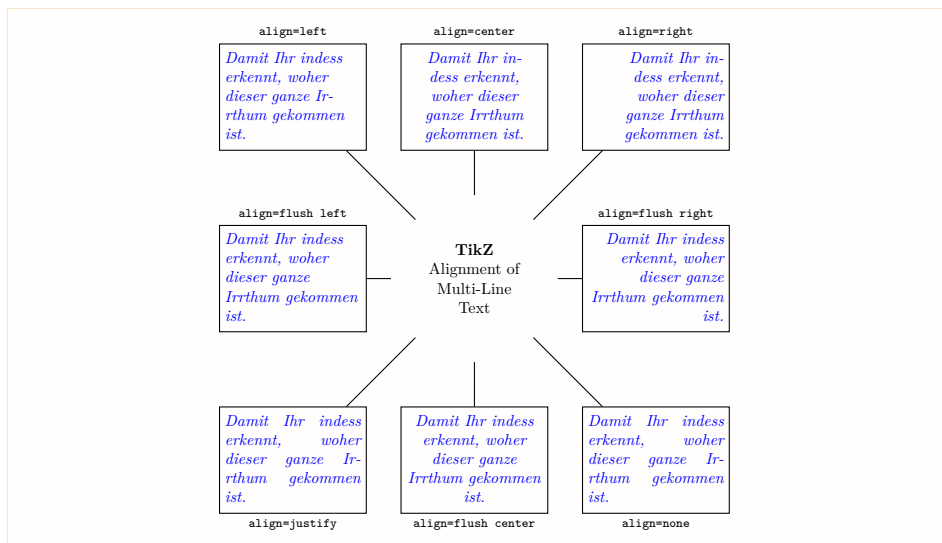 align=left
Damit Ihr indess
erkennt, woher
dieser ganze Ir-
rthum gekommen
ist.
align=center
Damit Ihr in-
dess erkennt,
woher dieser
ganze Irrthum
gekommen ist.
align=right
Damit Ihr in-
dess erkennt,
woher dieser
ganze Irrthum
gekommen ist.
align=flush left
Damit Ihr indess
erkennt, woher
dieser ganze
Irrthum gekommen
ist.
TikZ
Alignment of
Multi-Line
Text
align=flush right
Damit Ihr indess
erkennt, woher
dieser ganze
Irrthum gekommen
ist.
Damit Ihr indess
erkennt, woher
dieser ganze Ir-
rthum gekommen
ist.
align=justify
Damit Ihr indess
erkennt, woher
dieser ganze
Irrthum gekommen
ist.
align=flush center
Damit Ihr indess
erkennt, woher
dieser ganze Ir-
rthum gekommen
ist.
align=none